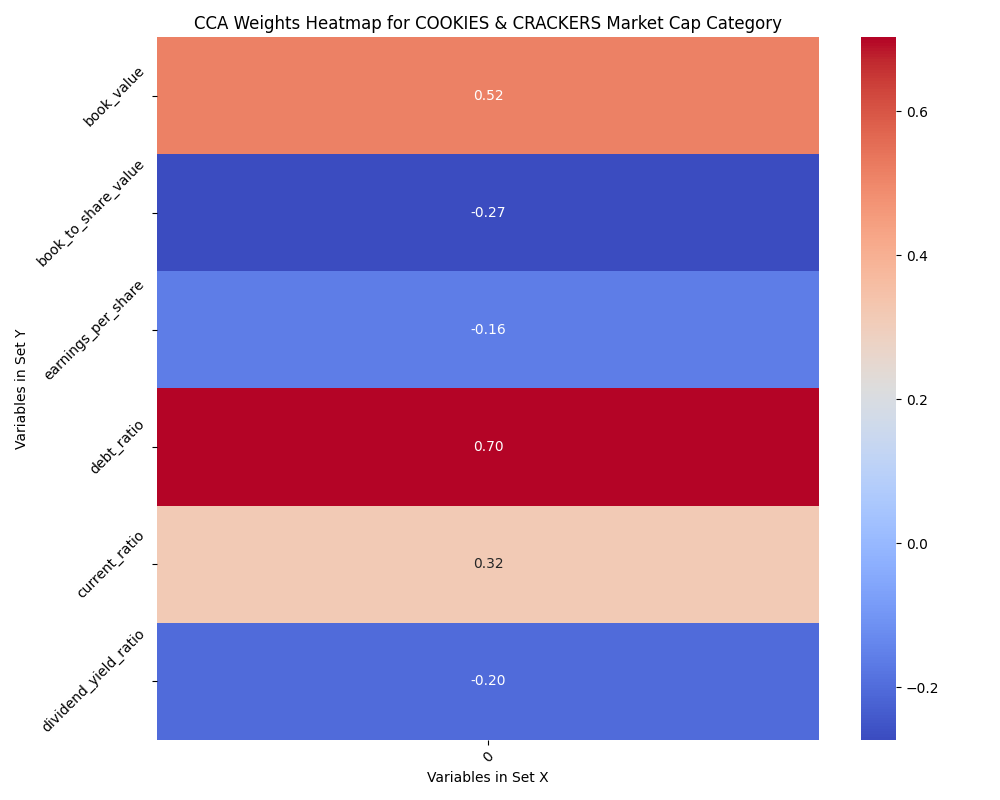 CCA Weights Heatmap for COOKIES & CRACKERS Market Cap Category
Variables in Set Y
book_value
0.52
book_to_share_value
-0.27
earnings_per_share
-0.16
debt_ratio
0.70
current_ratio
0.32
dividend_yield_ratio
-0.20
0
Variables in Set X
0.6
0.4
0.2
0.0
−0.2